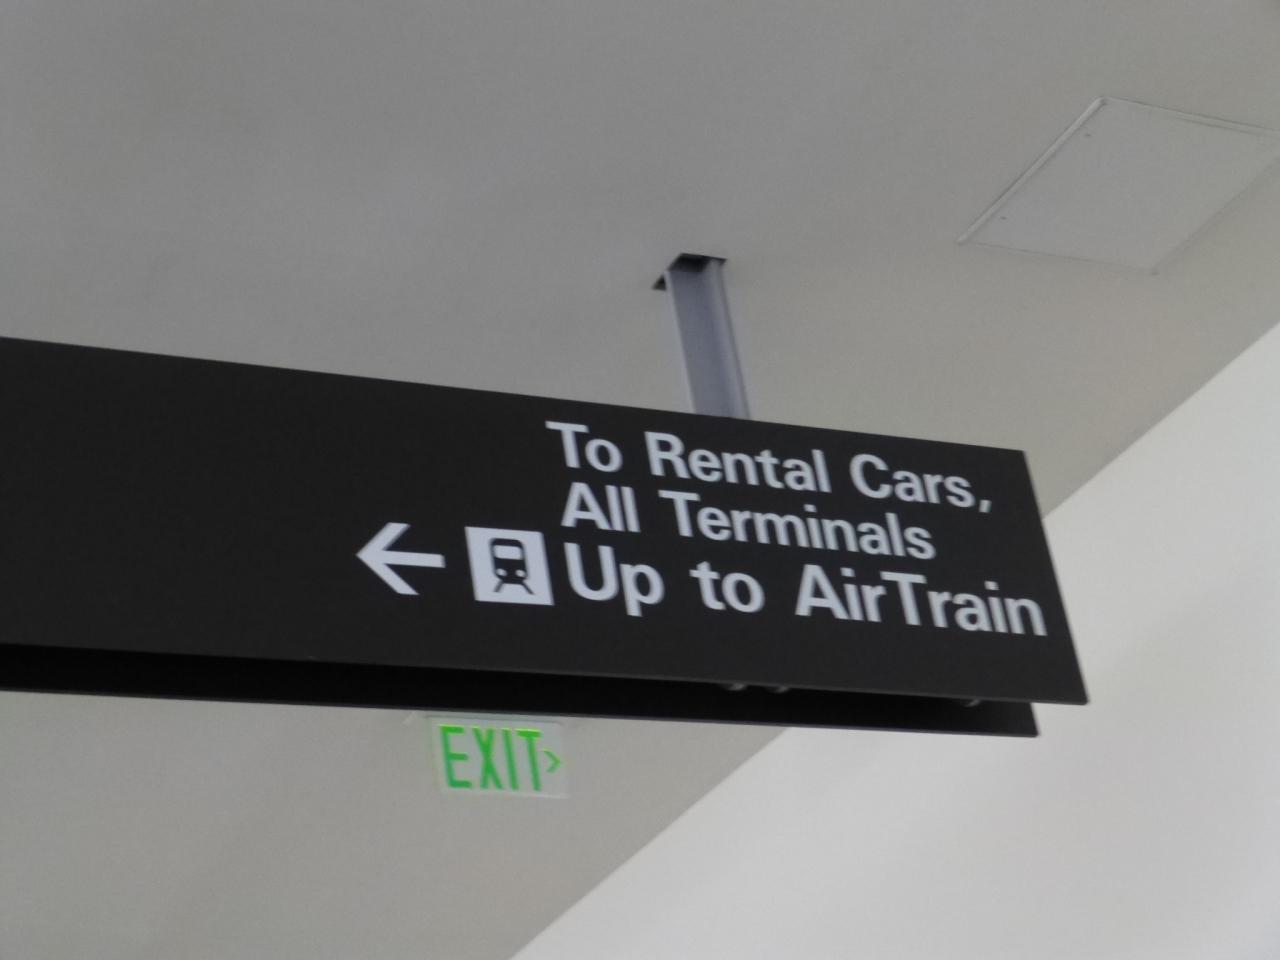 To Rental Cars,
All Terminals
Up to AirTrain
EXIT